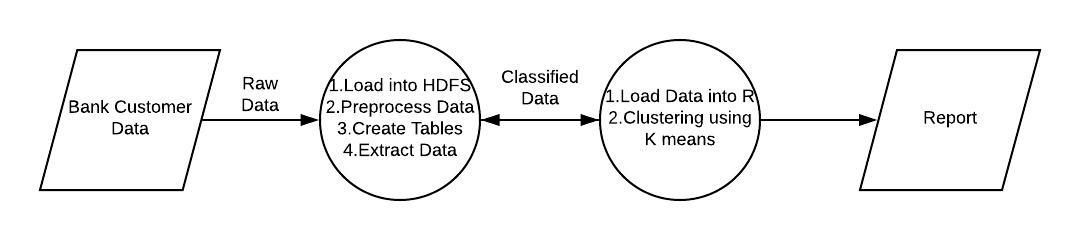 Bank Customer
Data
Raw
Data
1.Load into HDFS
2.Preprocess Data
3.Create Tables
4.Extract Data
Classified
Data
1.Load Data into R
2.Clustering using
K means
Report